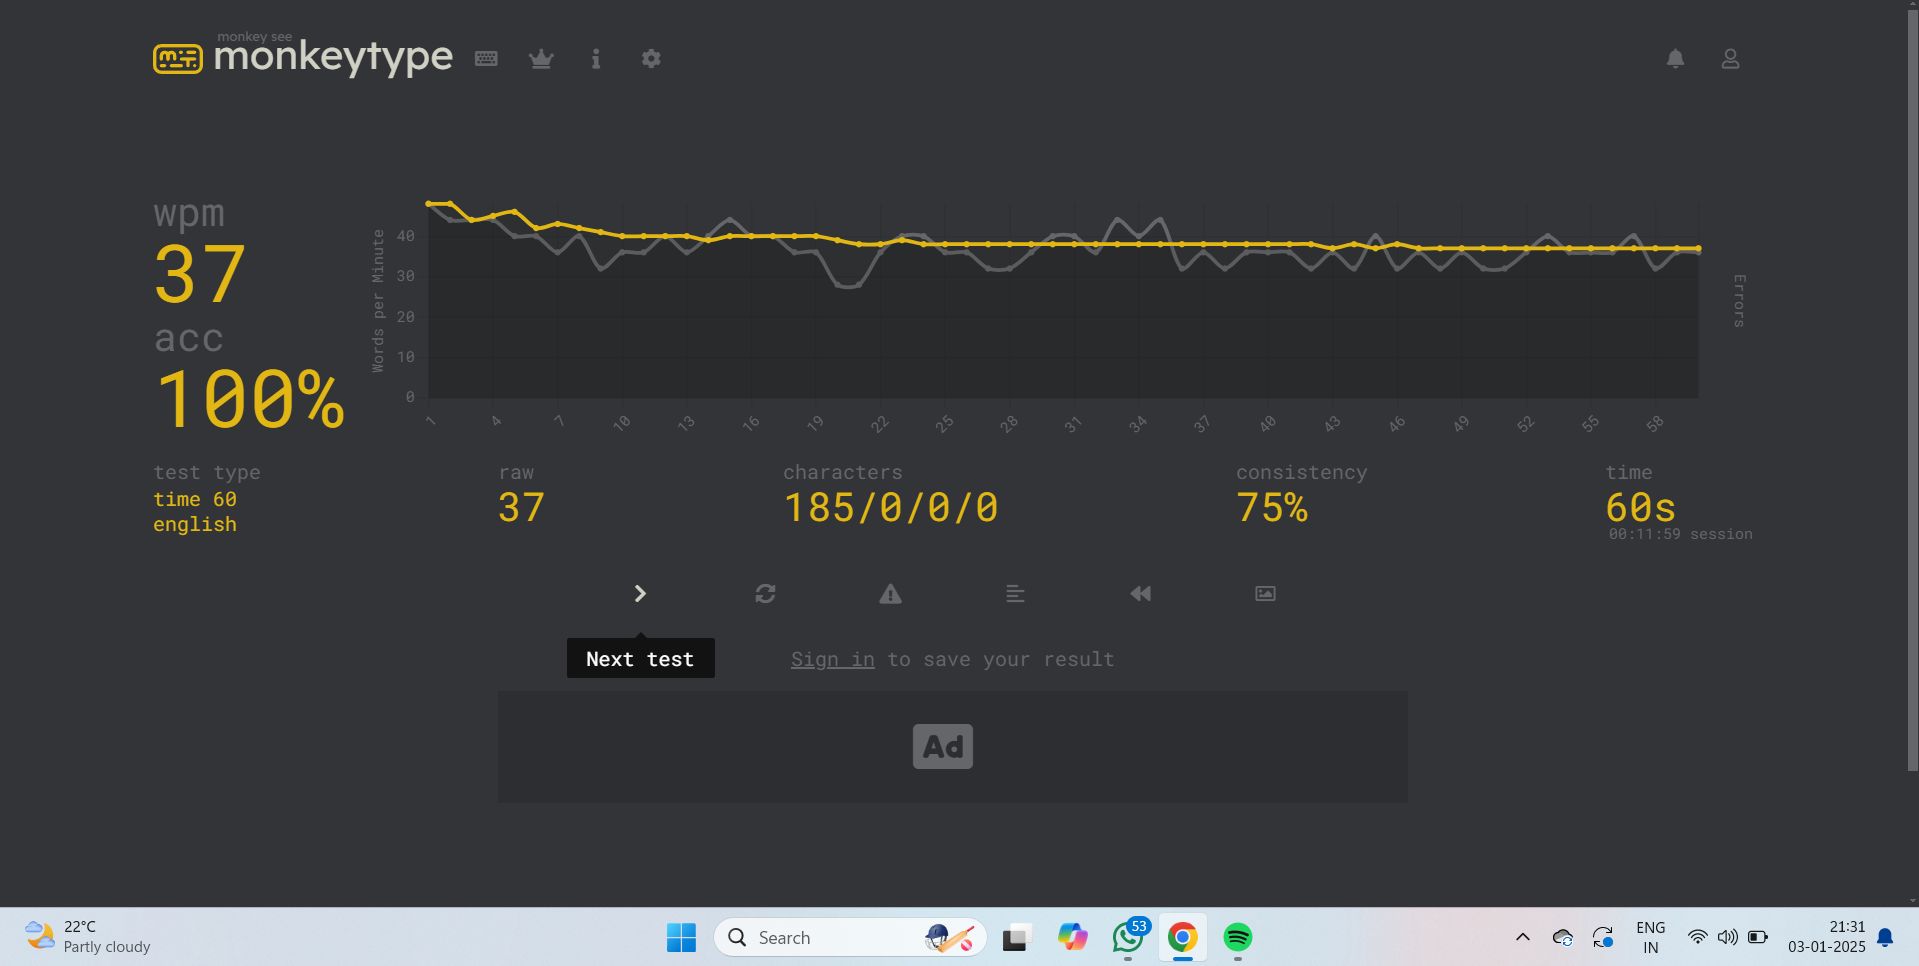 monkey see
monkeytype
wpm
37
acc
100%
Words per Minute
40
30
20
10
0
1 4 7 10 13 16 19 22 25 28 31 34 37 40 43 46 49 52 55 58
Errors
test type
time 60
english
raw
37
characters
185/0/0/0
consistency
75%
time
60s
00:11:59 session
Next test
Sign in to save your result
Ad
22°C
Partly cloudy
Search
53
ENG
IN
21:31
03-01-2025